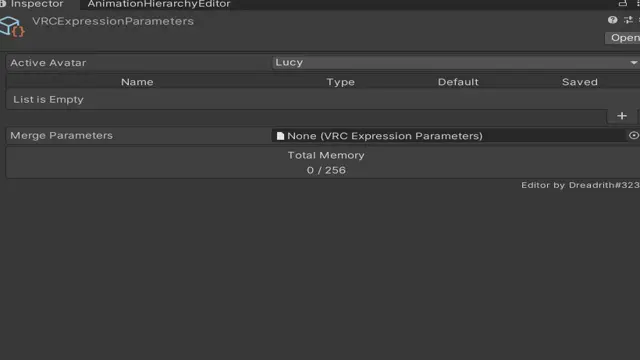 Inspector AnimationHierarchyEditor
VRCExpressionParameters
Open
Active Avatar Lucy
Name Type Default Saved
List is Empty
+
Merge Parameters None (VRC Expression Parameters)
Total Memory
0 / 256
Editor by Dreadrith#323